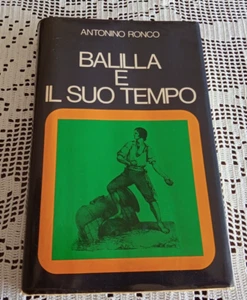 ANTONINO RONCO
BALILLA
E
IL SUO TEMPO